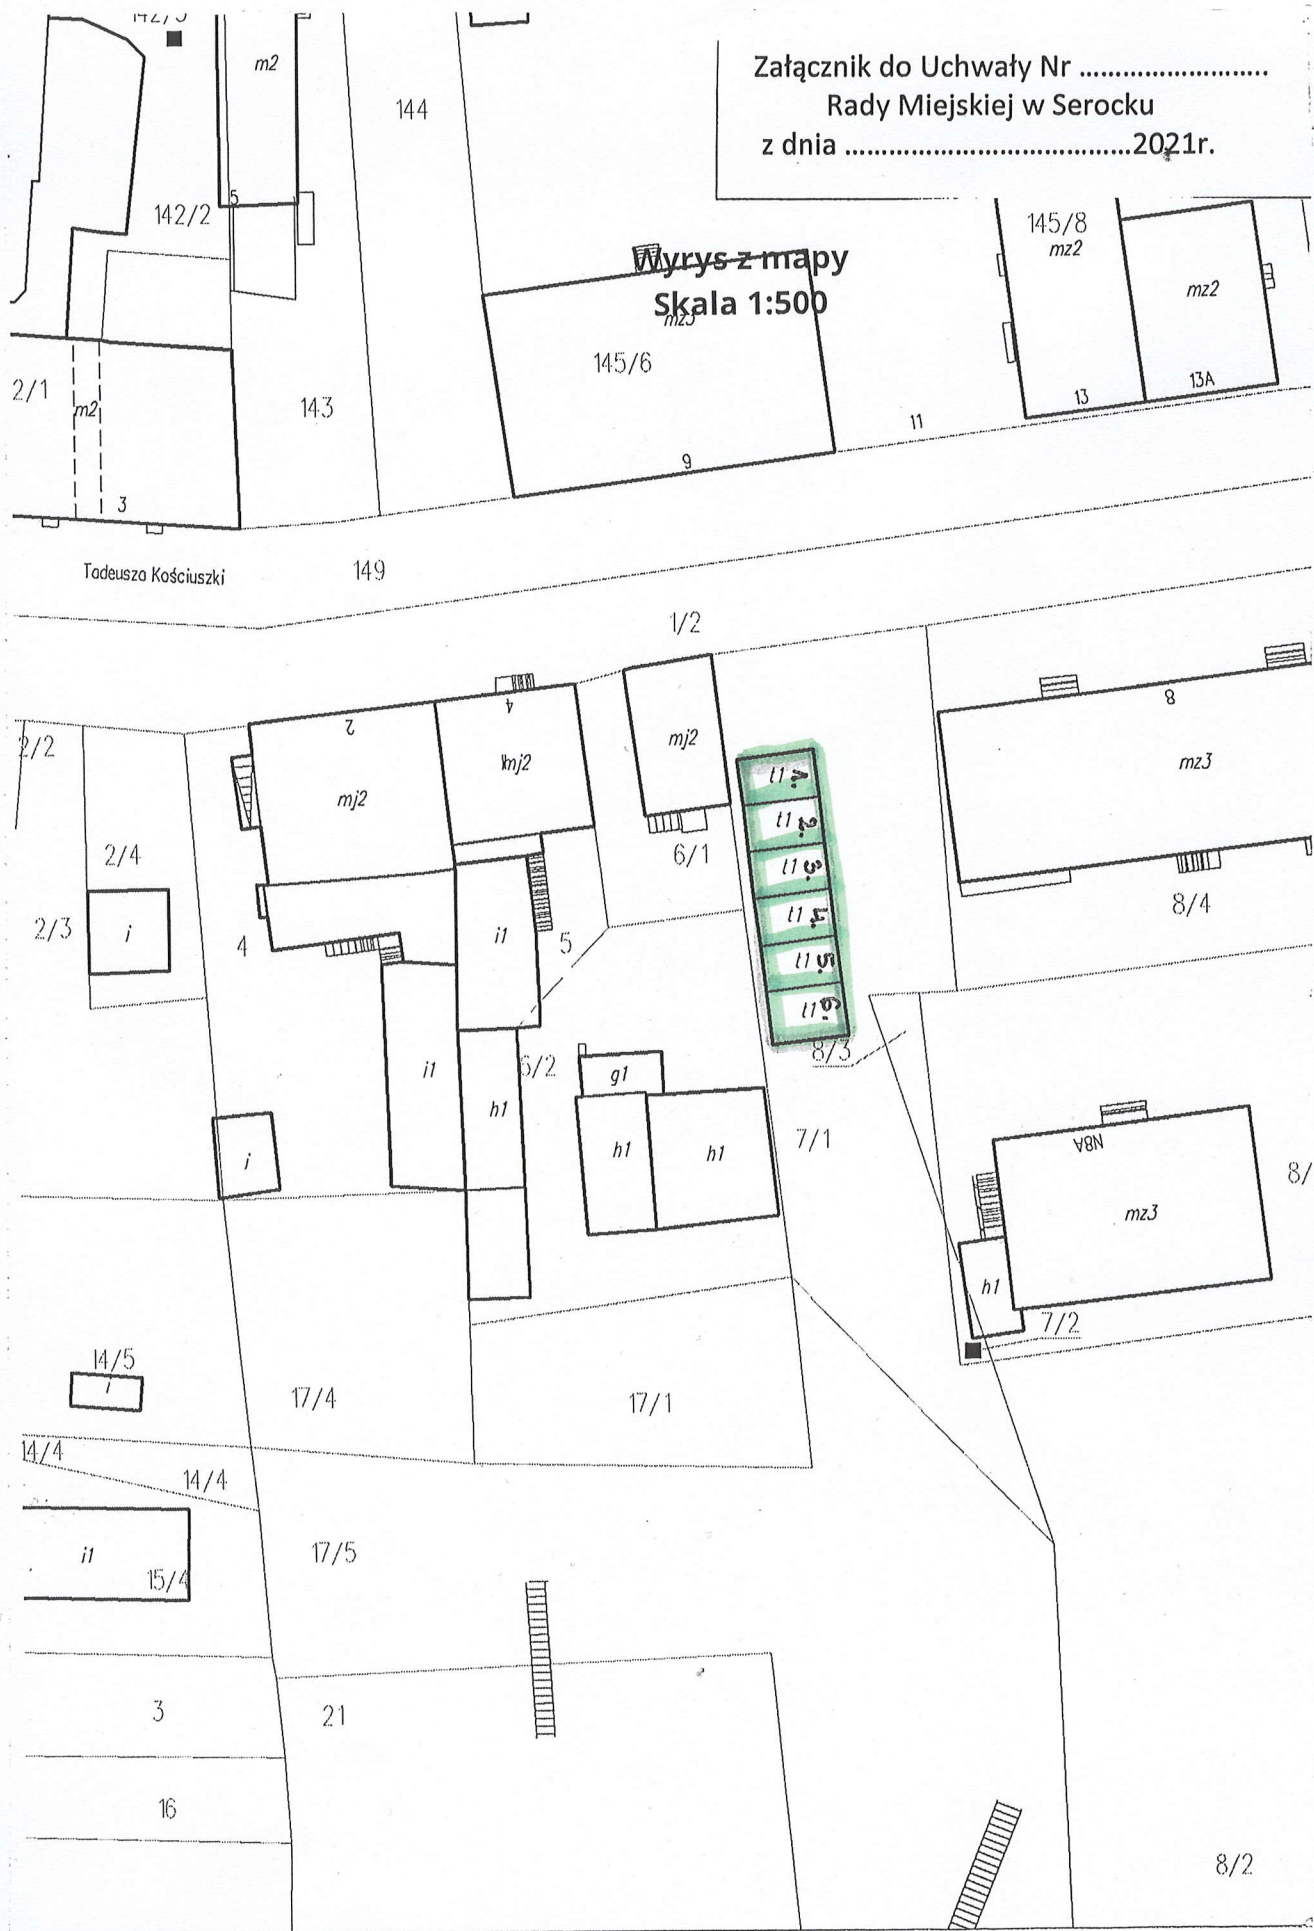 Załącznik do Uchwały Nr ..........................
Rady Miejskiej w Serocku
z dnia ........................................2021r.
142/5
m2
144
142/2
5
145/8
mz2
mz2
Wyrys z mapy
Skala 1:500
mz3
145/6
2/1
m2
143
13
13A
11
9
3
Tadeusza Kościuszki
149
1/2
2
4
mj2
8
2/2
mj2
mj2
mz3
t1 1.
2/4
t1 2.
6/1
t1 3.
8/4
2/3
i
4
i1
5
t1 4.
t1 5.
t1 6.
8/3
i1
6/2
g1
h1
h1
h1
7/1
N8A
i
8/
mz3
h1
7/2
14/5
i
17/4
17/1
14/4
14/4
i1
17/5
15/4
3
21
16
8/2